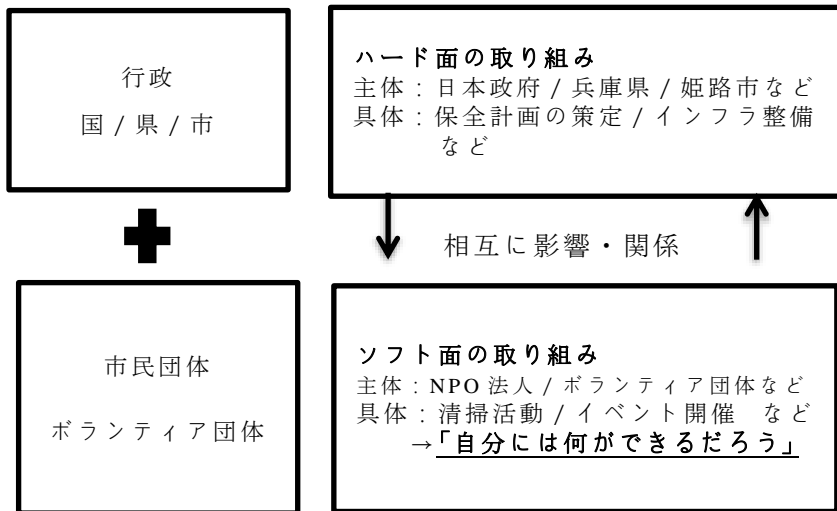 行政
国 / 県 / 市
ハード面の取り組み
主体：日本政府 / 兵庫県 / 姫路市など
具体：保全計画の策定 / インフラ整備
など
相互に影響・関係
市民団体
ボランティア団体
ソフト面の取り組み
主体：NPO 法人 / ボランティア団体など
具体：清掃活動 / イベント開催　など
→「自分には何ができるだろう」